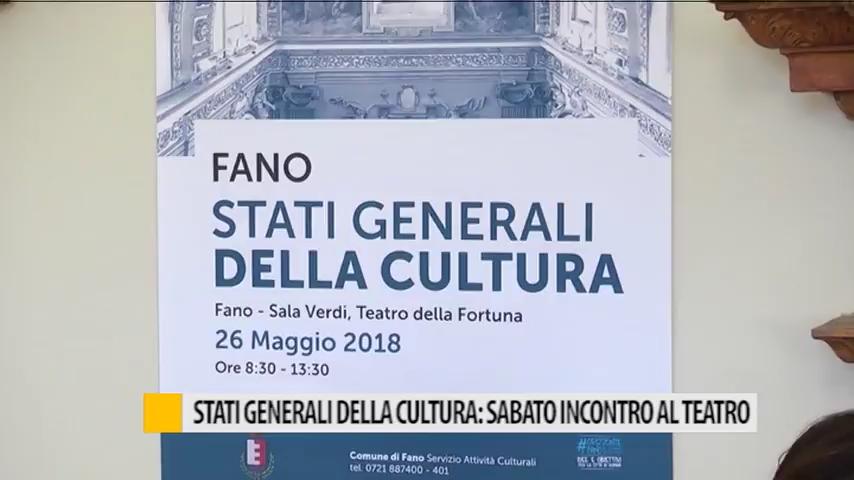 FANO
STATI GENERALI
DELLA CULTURA
Fano - Sala Verdi, Teatro della Fortuna
26 Maggio 2018
Ore 8:30 - 13:30
STATI GENERALI DELLA CULTURA: SABATO INCONTRO AL TEATRO
Comune di Fano Servizio Attività Culturali
tel. 0721 887400 - 401